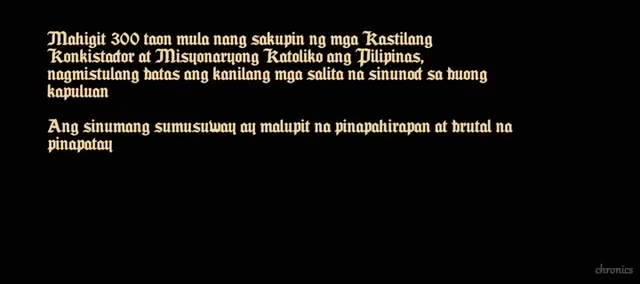 Mahigit 300 taon mula nang sakupin ng mga Kastilang
Konkistador at Misyonaryong Katoliko ang Pilipinas,
nagmistulang batas ang kanilang mga salita na sinunod sa buong
kapuluan
Ang sinumang sumusuway ay malupit na pinapahirapan at brutal na
pinapatay
chronics